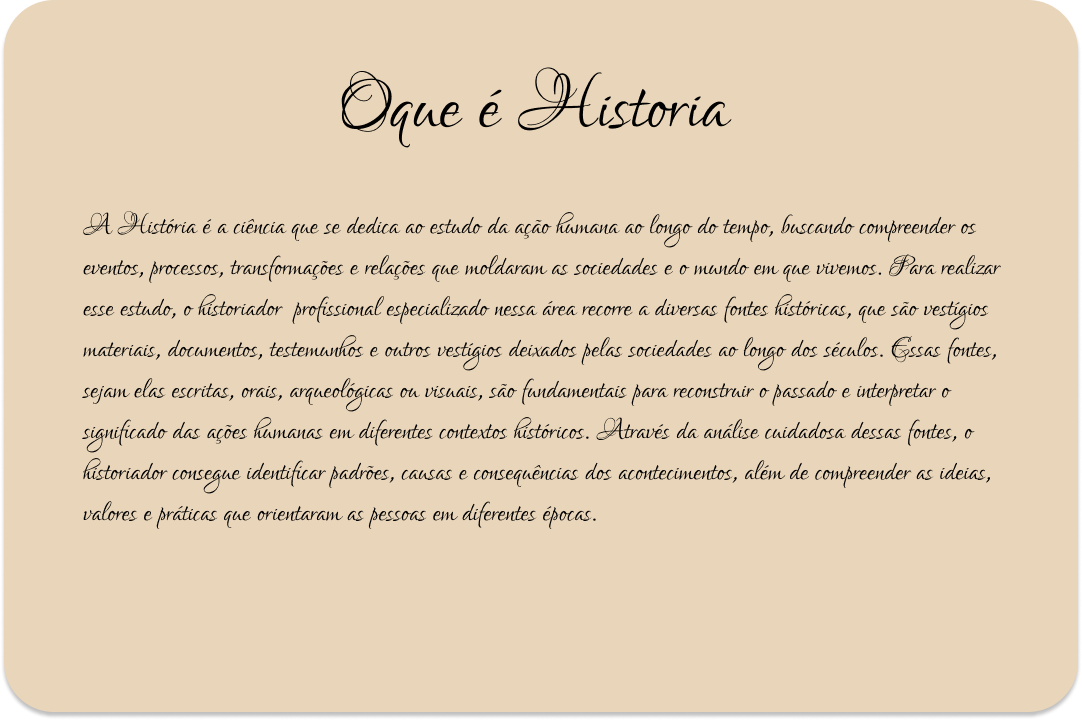 Oque é Historia
A História é a ciência que se dedica ao estudo da ação humana ao longo do tempo, buscando compreender os
eventos, processos, transformações e relações que moldaram as sociedades e o mundo em que vivemos. Para realizar
esse estudo, o historiador  profissional especializado nessa área recorre a diversas fontes históricas, que são vestígios
materiais, documentos, testemunhos e outros vestígios deixados pelas sociedades ao longo dos séculos. Essas fontes,
sejam elas escritas, orais, arqueológicas ou visuais, são fundamentais para reconstruir o passado e interpretar o
significado das ações humanas em diferentes contextos históricos. Através da análise cuidadosa dessas fontes, o
historiador consegue identificar padrões, causas e consequências dos acontecimentos, além de compreender as ideias,
valores e práticas que orientaram as pessoas em diferentes épocas.